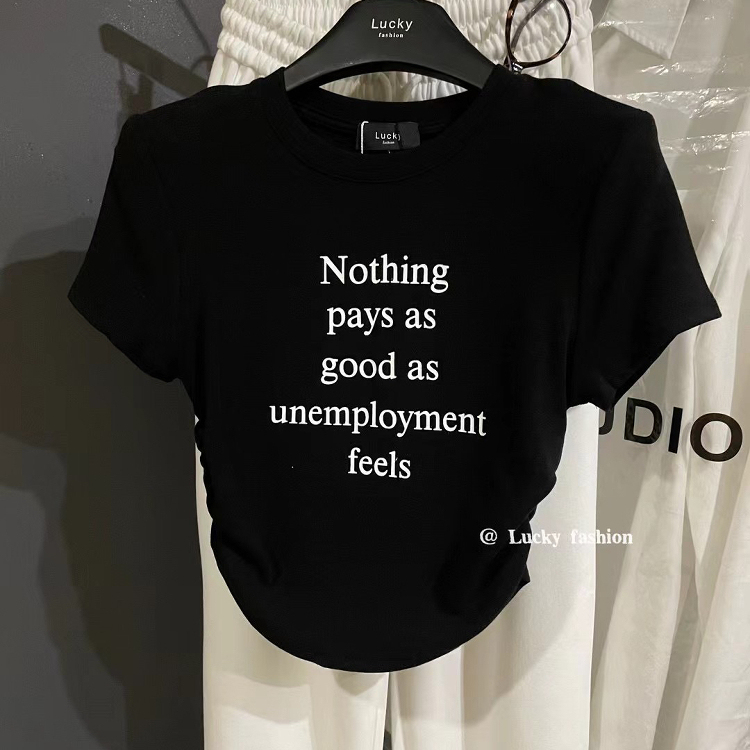 Lucky
fashion
Lucky
fashion
Nothing
pays as
good as
unemployment
feels
UDIO
@ Lucky fashion